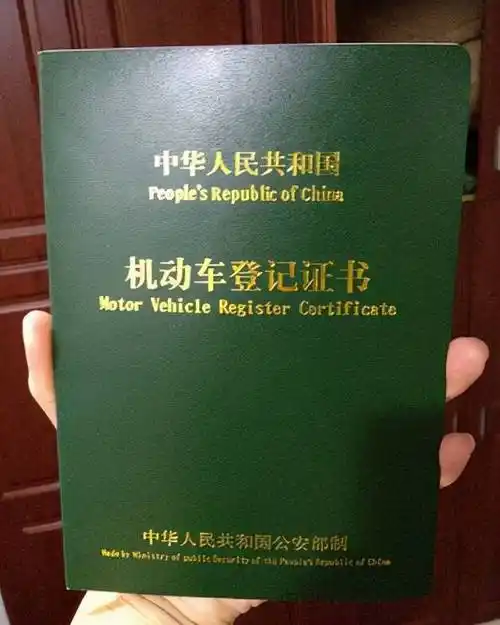 中华人民共和国
People's Republic of China
机动车登记证书
Motor Vehicle Register Certificate
中华人民共和国公安部制
Made by Ministry of public Security of the People's Republic of China